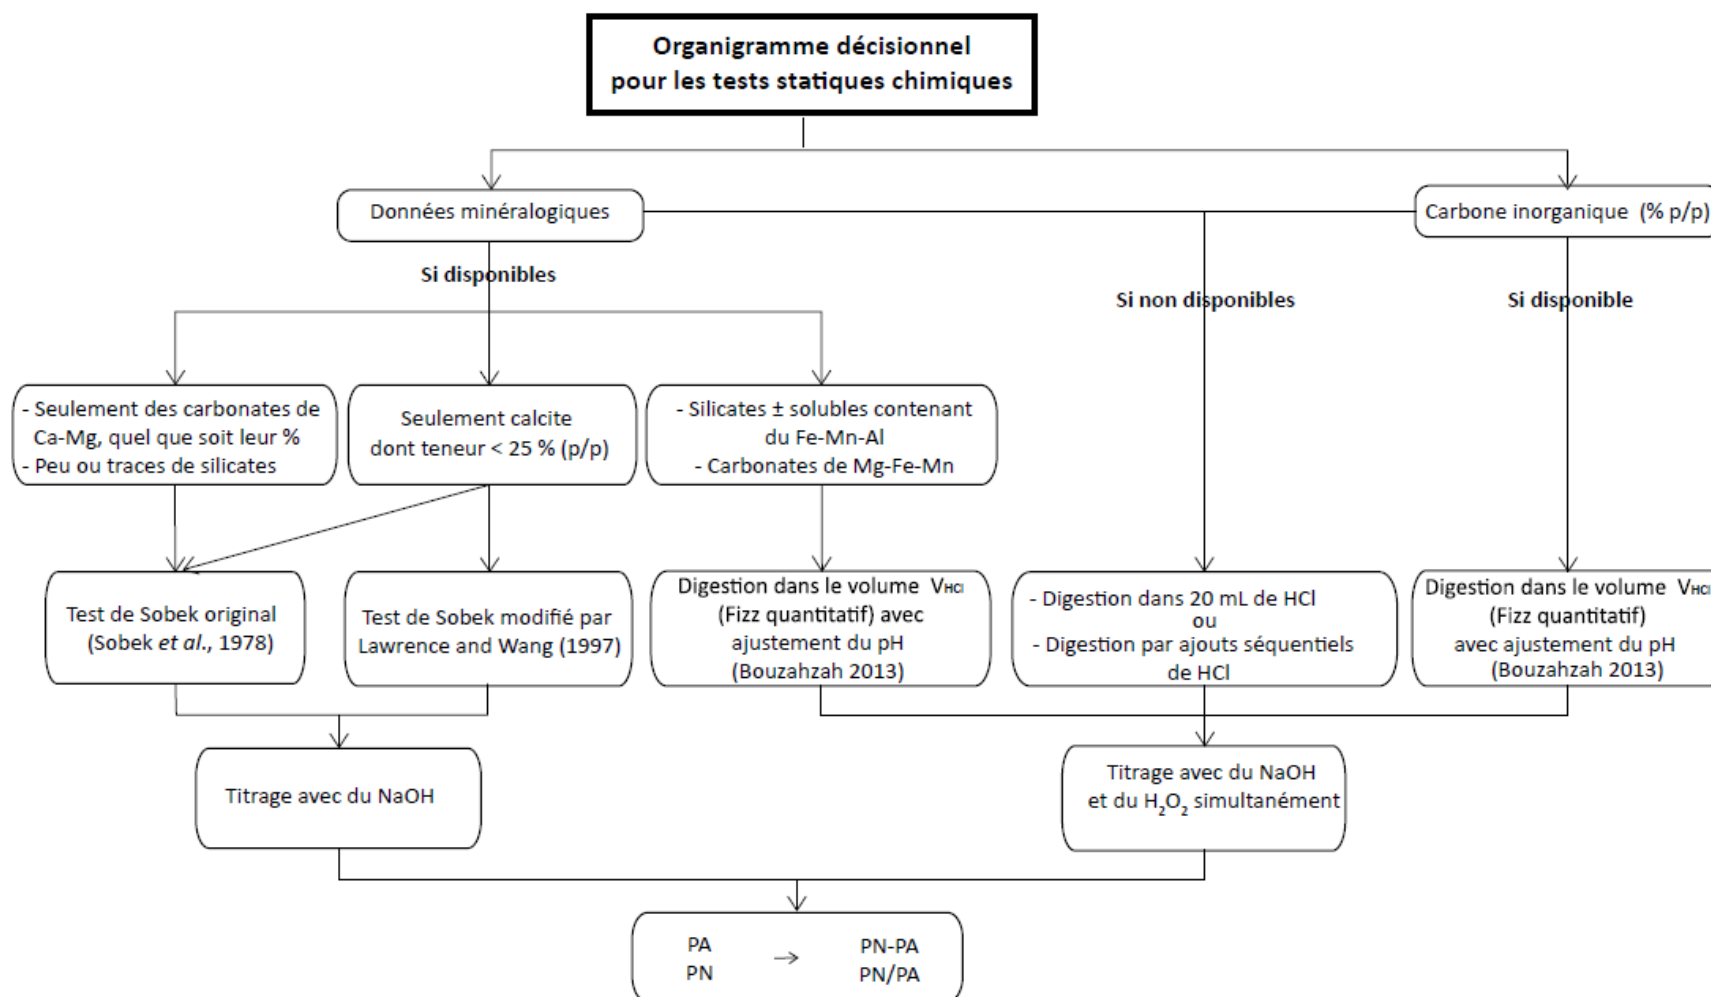 Organigramme décisionnel
pour les tests statiques chimiques
Données minéralogiques
Carbone inorganique (% p/p)
Si disponibles
Si non disponibles
Si disponible
- Seulement des carbonates de
Ca-Mg, quel que soit leur %
- Peu ou traces de silicates
Seulement calcite
dont teneur < 25 % (p/p)
- Silicates ± solubles contenant
du Fe-Mn-Al
- Carbonates de Mg-Fe-Mn
Test de Sobek original
(Sobek et al., 1978)
Test de Sobek modifié par
Lawrence and Wang (1997)
Digestion dans le volume VHCl
(Fizz quantitatif) avec
ajustement du pH
(Bouzahzah 2013)
- Digestion dans 20 mL de HCl
ou
- Digestion par ajouts séquentiels
de HCl
Digestion dans le volume VHCl
(Fizz quantitatif)
avec ajustement du pH
(Bouzahzah 2013)
Titrage avec du NaOH
Titrage avec du NaOH
et du H₂O₂ simultanément
PA → PN-PA
PN PN/PA